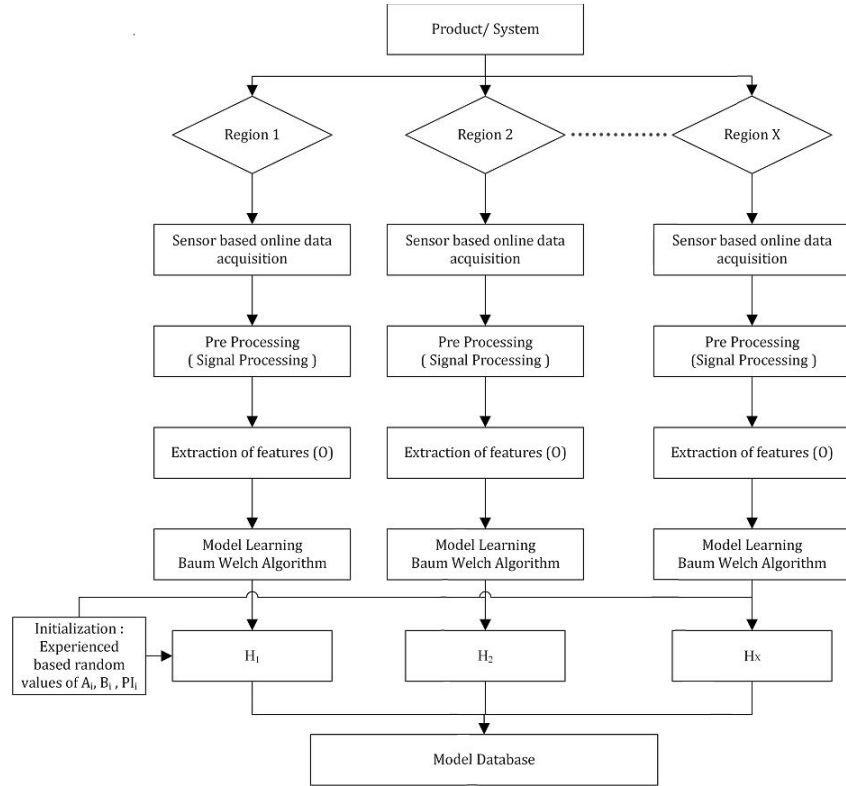 Product/ System
Region 1
Region 2
Region X
Sensor based online data
acquisition
Sensor based online data
acquisition
Sensor based online data
acquisition
Pre Processing
( Signal Processing )
Pre Processing
( Signal Processing )
Pre Processing
(Signal Processing )
Extraction of features (O)
Extraction of features (O)
Extraction of features (O)
Model Learning
Baum Welch Algorithm
Model Learning
Baum Welch Algorithm
Model Learning
Baum Welch Algorithm
Initialization :
Experienced
based random
values of Aᵢ, Bᵢ , PIᵢ
H₁
H₂
Hx
Model Database